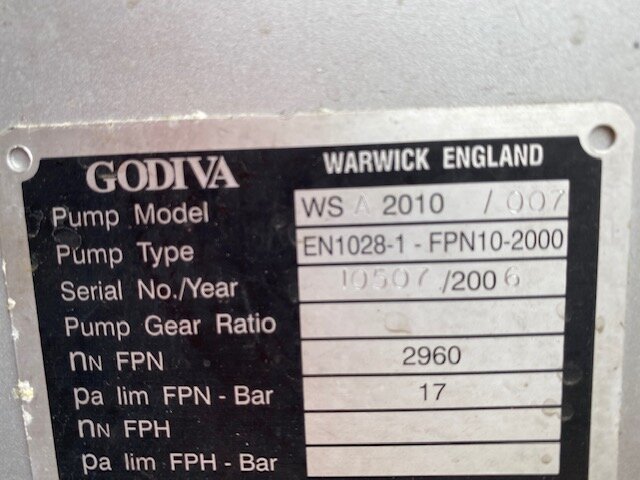 GODIVA WARWICK ENGLAND
Pump Model WS A 2010 / 007
Pump Type EN1028-1 - FPN10-2000
Serial No./Year 10507 /2006
Pump Gear Ratio
nN FPN 2960
pa lim FPN - Bar 17
nN FPH
pa lim FPH - Bar